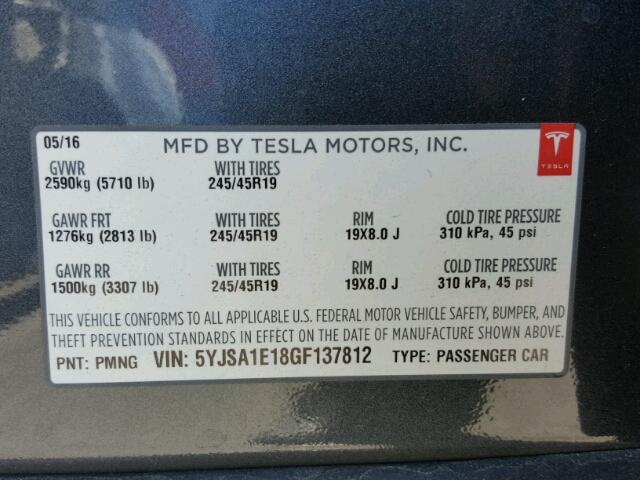 05/16 MFD BY TESLA MOTORS, INC.
TESLA
GVWR WITH TIRES
2590kg (5710 lb) 245/45R19
GAWR FRT WITH TIRES RIM COLD TIRE PRESSURE
1276kg (2813 lb) 245/45R19 19X8.0 J 310 kPa, 45 psi
GAWR RR WITH TIRES RIM COLD TIRE PRESSURE
1500kg (3307 lb) 245/45R19 19X8.0 J 310 kPa, 45 psi
THIS VEHICLE CONFORMS TO ALL APPLICABLE U.S. FEDERAL MOTOR VEHICLE SAFETY, BUMPER, AND
THEFT PREVENTION STANDARDS IN EFFECT ON THE DATE OF MANUFACTURE SHOWN ABOVE.
PNT: PMNG VIN: 5YJSA1E18GF137812 TYPE: PASSENGER CAR